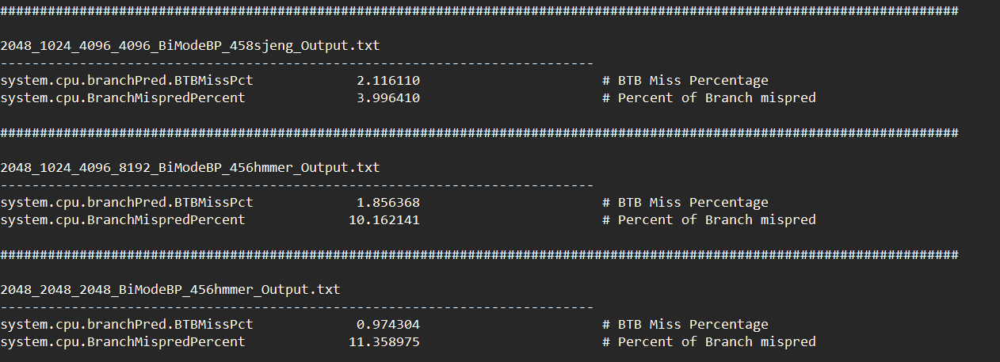 #########################################################################################################################
2048_1024_4096_4096_BiModeBP_458sjeng_Output.txt
---------------------------------------------------------------------------
system.cpu.branchPred.BTBMissPct             2.116110                       # BTB Miss Percentage
system.cpu.BranchMispredPercent              3.996410                       # Percent of Branch mispred
#########################################################################################################################
2048_1024_4096_8192_BiModeBP_456hmmer_Output.txt
---------------------------------------------------------------------------
system.cpu.branchPred.BTBMissPct             1.856368                       # BTB Miss Percentage
system.cpu.BranchMispredPercent             10.162141                       # Percent of Branch mispred
#########################################################################################################################
2048_2048_2048_BiModeBP_456hmmer_Output.txt
---------------------------------------------------------------------------
system.cpu.branchPred.BTBMissPct             0.974304                       # BTB Miss Percentage
system.cpu.BranchMispredPercent             11.358975                       # Percent of Branch mispred